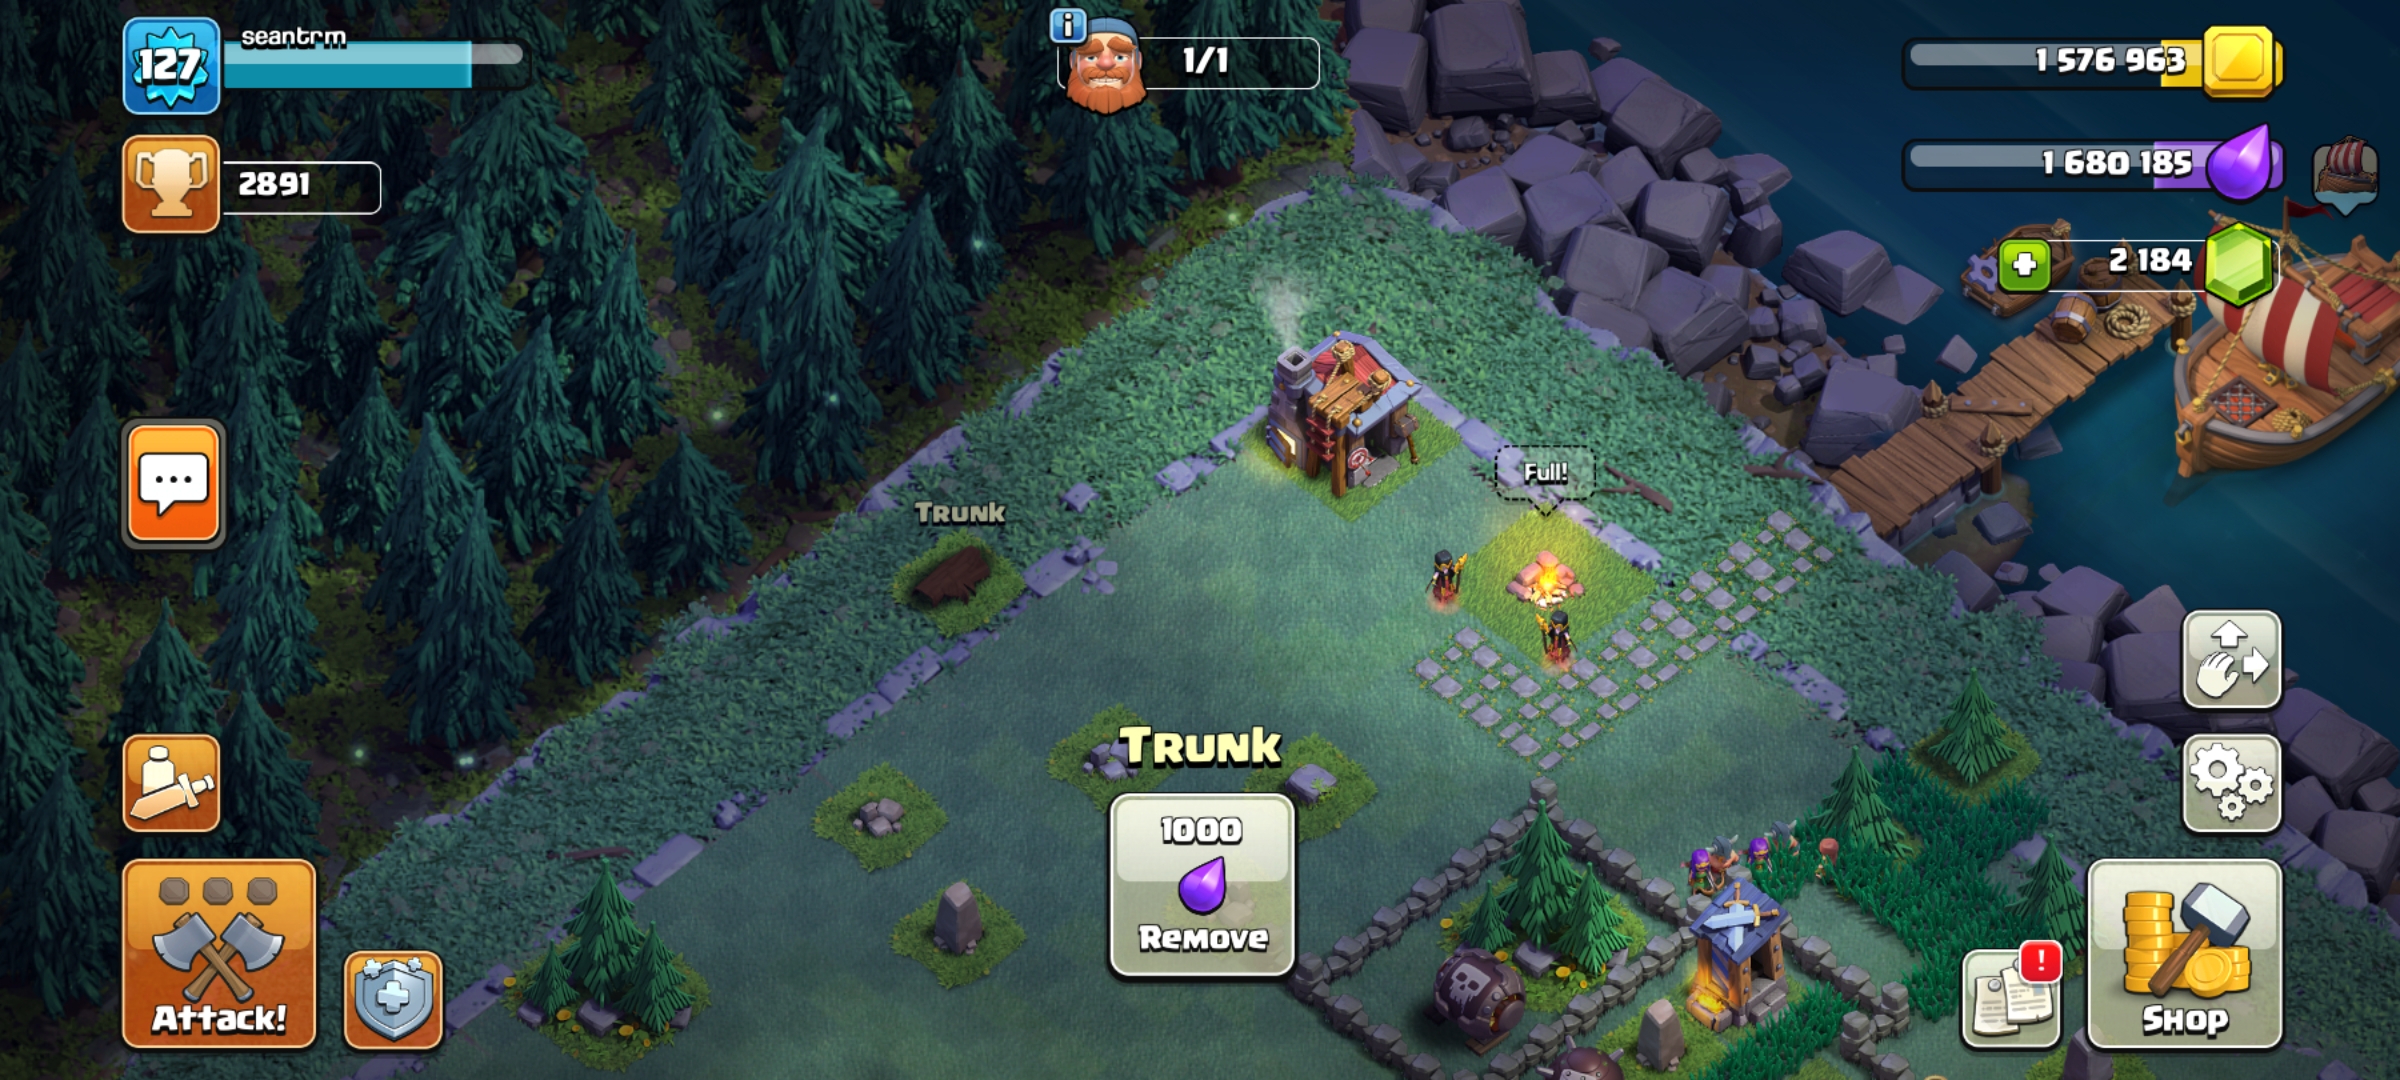 127
seantrm
i
1/1
1 576 963
2891
1 680 185
2 184
Full!
Trunk
Trunk
1000
Remove
Attack!
!
Shop